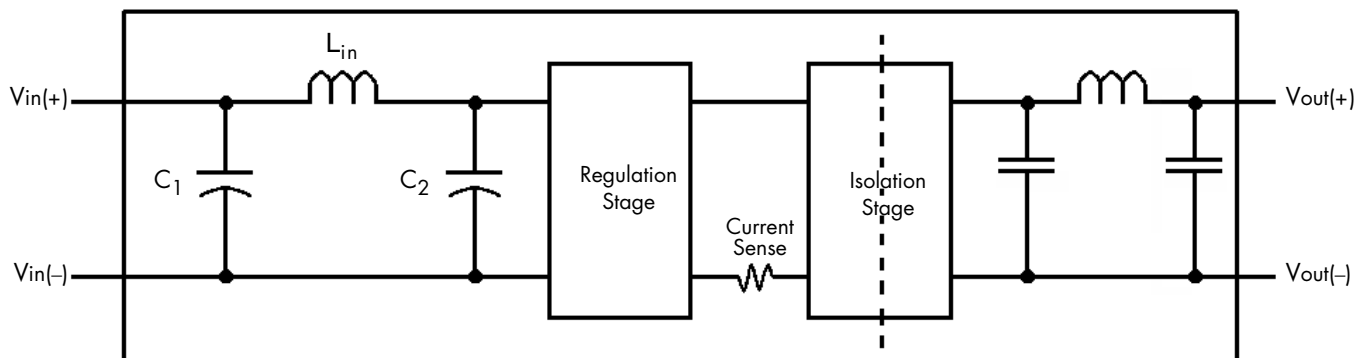 L_in
Vin(+)
Vout(+)
C_1
C_2
Regulation
Stage
Isolation
Stage
Current
Sense
Vin(–)
Vout(–)